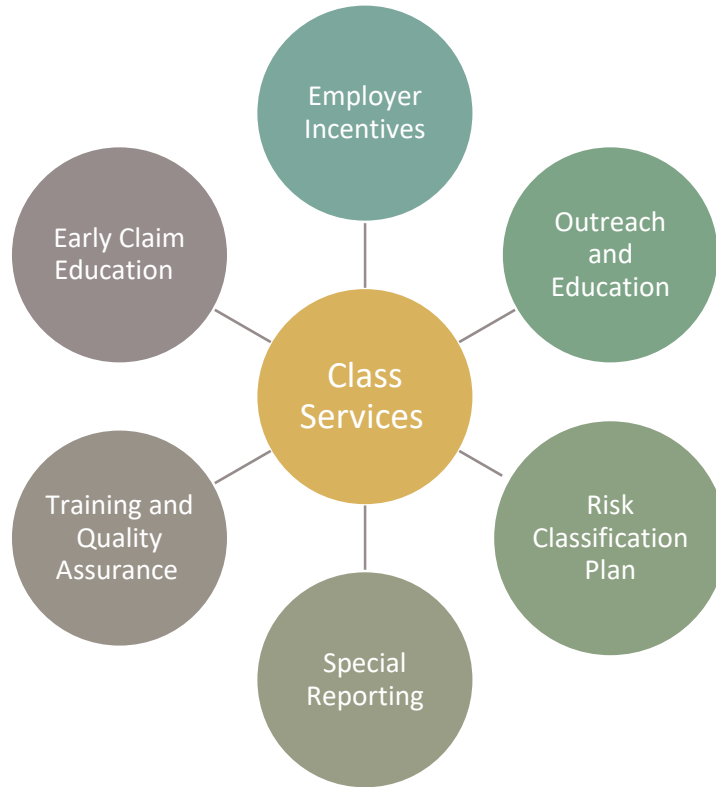 Employer
Incentives
Outreach
and
Education
Risk
Classification
Plan
Special
Reporting
Training and
Quality
Assurance
Early Claim
Education
Class
Services